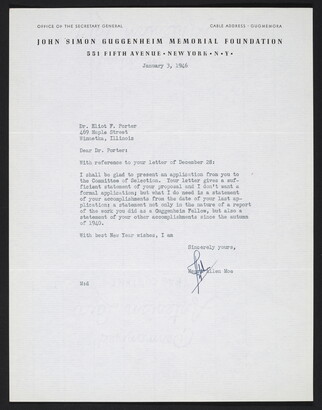 OFFICE OF THE SECRETARY GENERAL
CABLE ADDRESS · GUGMEMORA
JOHN SIMON GUGGENHEIM MEMORIAL FOUNDATION
551 FIFTH AVENUE · NEW YORK · N · Y ·
January 3, 1946
Dr. Eliot F. Porter
469 Maple Street
Winnetka, Illinois
Dear Dr. Porter:
With reference to your letter of December 28:
I shall be glad to present an application from you to
the Committee of Selection. Your letter gives a suf-
ficient statement of your proposal and I don't want a
formal application; but what I do need is a statement
of your accomplishments from the date of your last ap-
plication: a statement not only in the nature of a report
of the work you did as a Guggenheim Fellow, but also a
statement of your other accomplishments since the autumn
of 1940.
With best New Year wishes, I am
Sincerely yours,
Henry Allen Moe